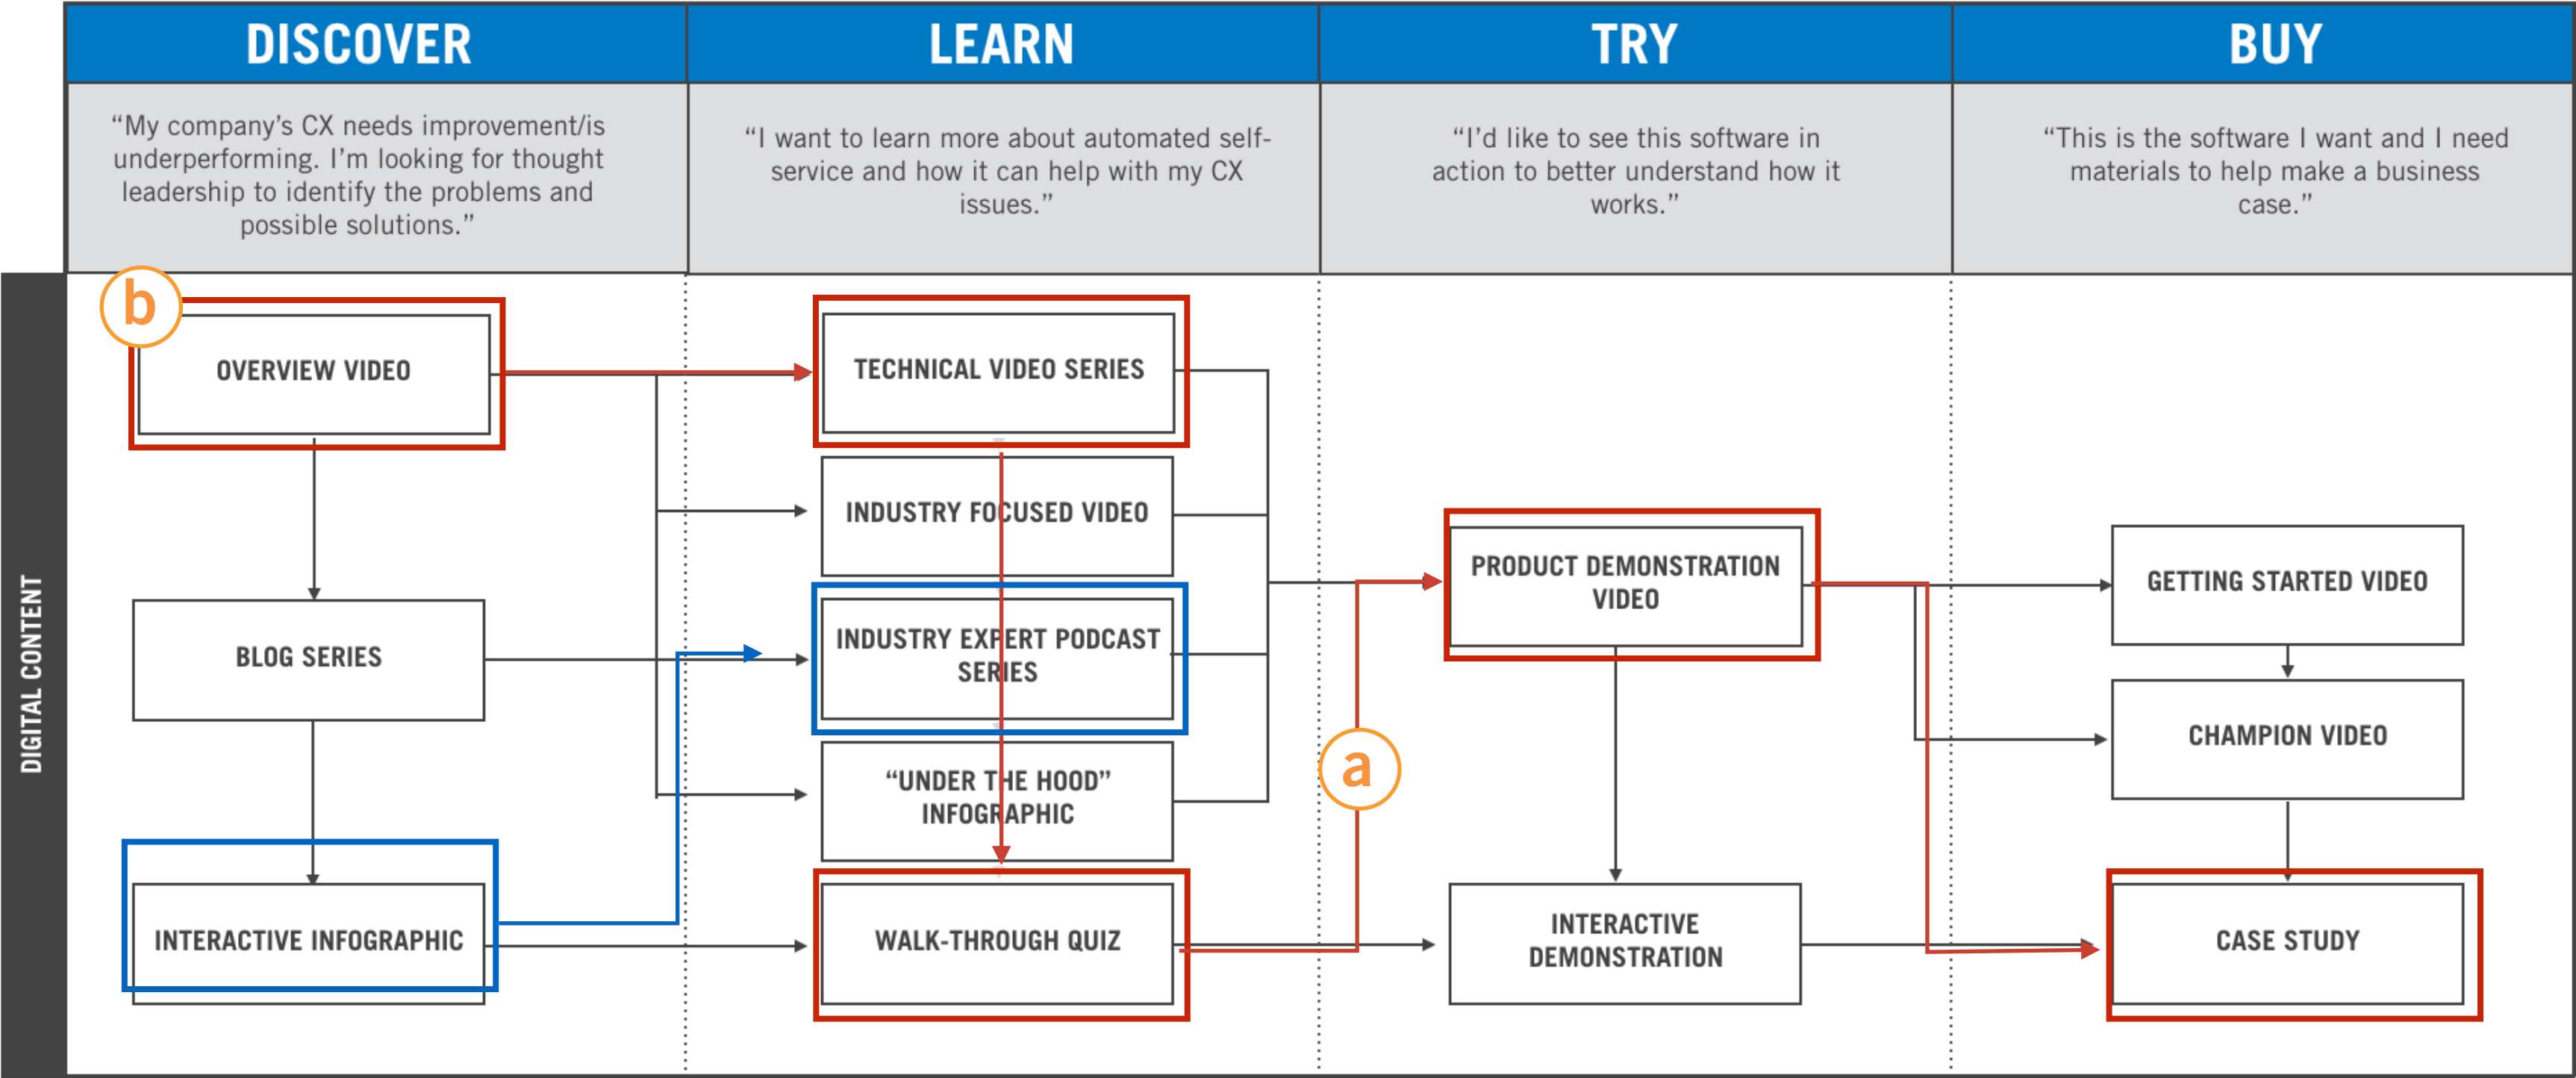 DISCOVER
LEARN
TRY
BUY
“My company’s CX needs improvement/is
underperforming. I’m looking for thought
leadership to identify the problems and
possible solutions.”
“I want to learn more about automated self-
service and how it can help with my CX
issues.”
“I’d like to see this software in
action to better understand how it
works.”
“This is the software I want and I need
materials to help make a business
case.”
DIGITAL CONTENT
b
OVERVIEW VIDEO
BLOG SERIES
INTERACTIVE INFOGRAPHIC
TECHNICAL VIDEO SERIES
INDUSTRY FOCUSED VIDEO
INDUSTRY EXPERT PODCAST
SERIES
“UNDER THE HOOD”
INFOGRAPHIC
WALK-THROUGH QUIZ
a
PRODUCT DEMONSTRATION
VIDEO
INTERACTIVE
DEMONSTRATION
GETTING STARTED VIDEO
CHAMPION VIDEO
CASE STUDY